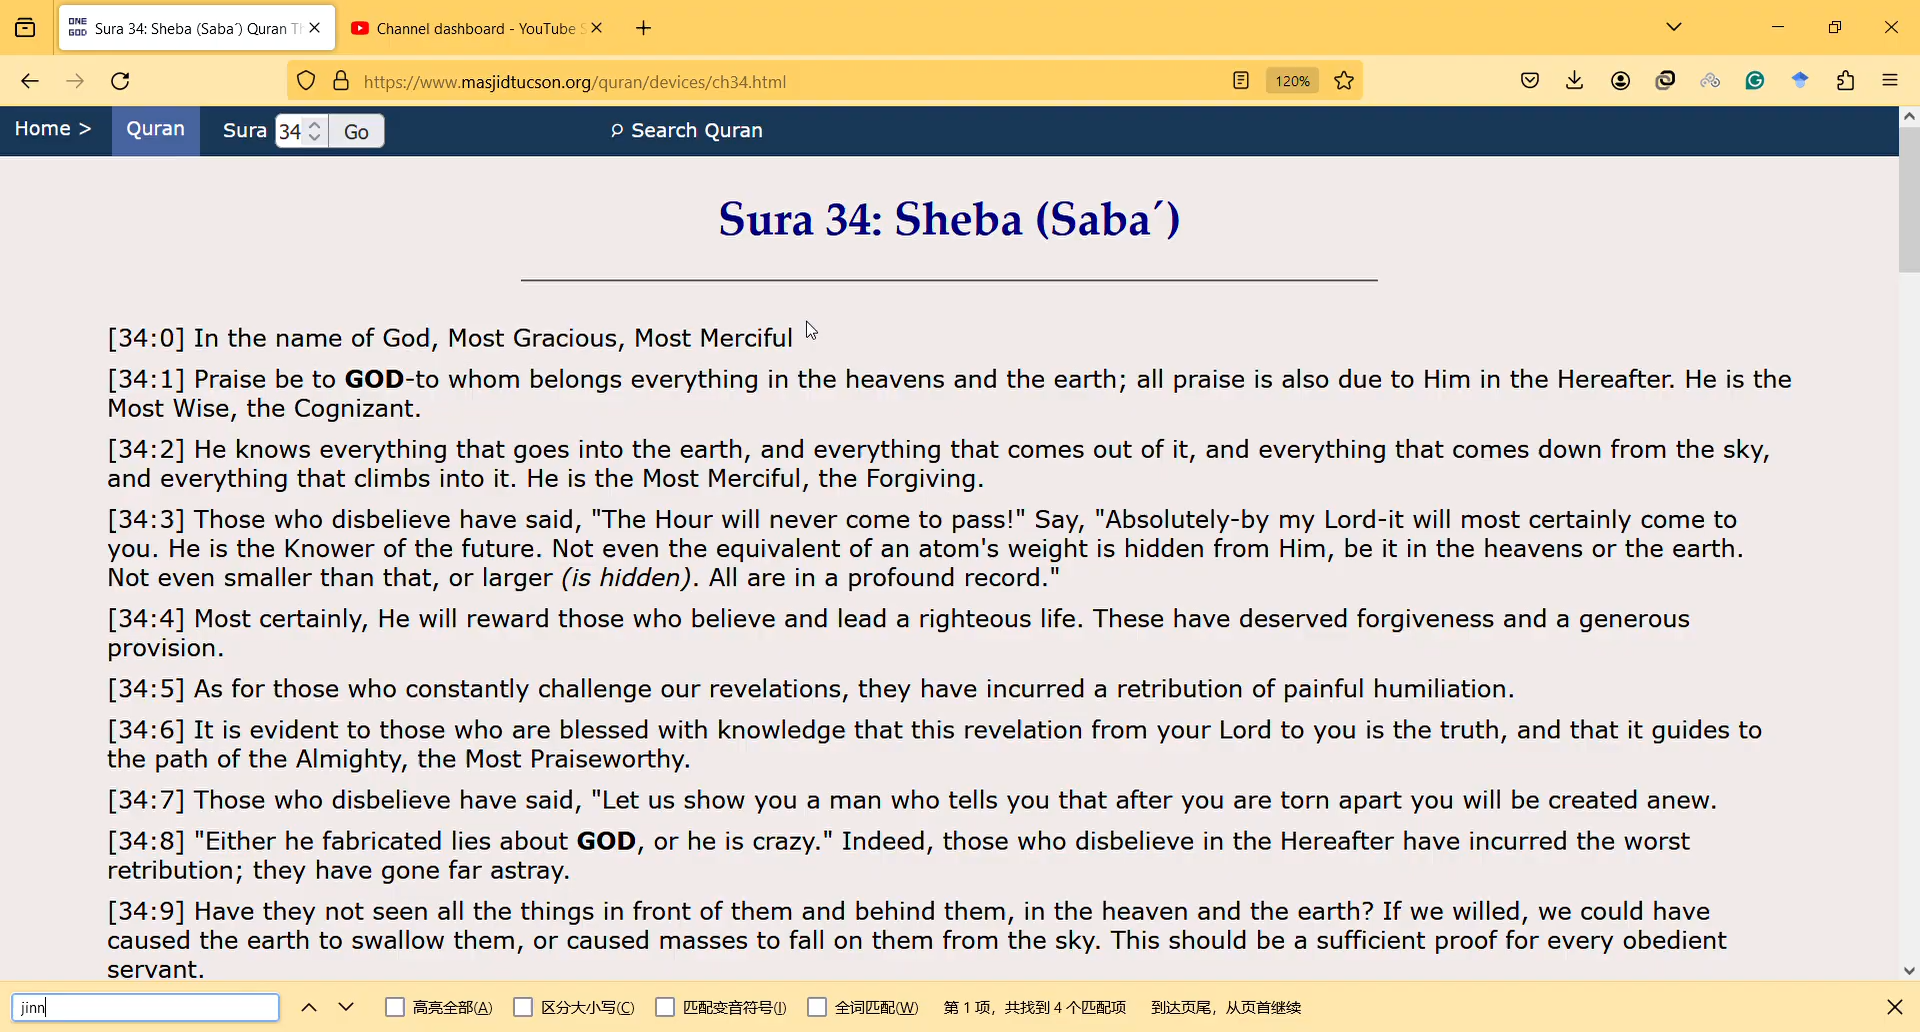 ONE GOD Sura 34: Sheba (Saba´) Quran Channel dashboard - YouTube
https://www.masjidtucson.org/quran/devices/ch34.html 120%
Home > Quran Sura 34 Go Search Quran
Sura 34: Sheba (Saba´)
[34:0] In the name of God, Most Gracious, Most Merciful
[34:1] Praise be to GOD-to whom belongs everything in the heavens and the earth; all praise is also due to Him in the Hereafter. He is the
Most Wise, the Cognizant.
[34:2] He knows everything that goes into the earth, and everything that comes out of it, and everything that comes down from the sky,
and everything that climbs into it. He is the Most Merciful, the Forgiving.
[34:3] Those who disbelieve have said, "The Hour will never come to pass!" Say, "Absolutely-by my Lord-it will most certainly come to
you. He is the Knower of the future. Not even the equivalent of an atom's weight is hidden from Him, be it in the heavens or the earth.
Not even smaller than that, or larger (is hidden). All are in a profound record."
[34:4] Most certainly, He will reward those who believe and lead a righteous life. These have deserved forgiveness and a generous
provision.
[34:5] As for those who constantly challenge our revelations, they have incurred a retribution of painful humiliation.
[34:6] It is evident to those who are blessed with knowledge that this revelation from your Lord to you is the truth, and that it guides to
the path of the Almighty, the Most Praiseworthy.
[34:7] Those who disbelieve have said, "Let us show you a man who tells you that after you are torn apart you will be created anew.
[34:8] "Either he fabricated lies about GOD, or he is crazy." Indeed, those who disbelieve in the Hereafter have incurred the worst
retribution; they have gone far astray.
[34:9] Have they not seen all the things in front of them and behind them, in the heaven and the earth? If we willed, we could have
caused the earth to swallow them, or caused masses to fall on them from the sky. This should be a sufficient proof for every obedient
servant.
jinn 高亮全部(A) 区分大小写(C) 匹配变音符号(I) 全词匹配(W) 第 1 项，共找到 4 个匹配项 到达页尾，从页首继续